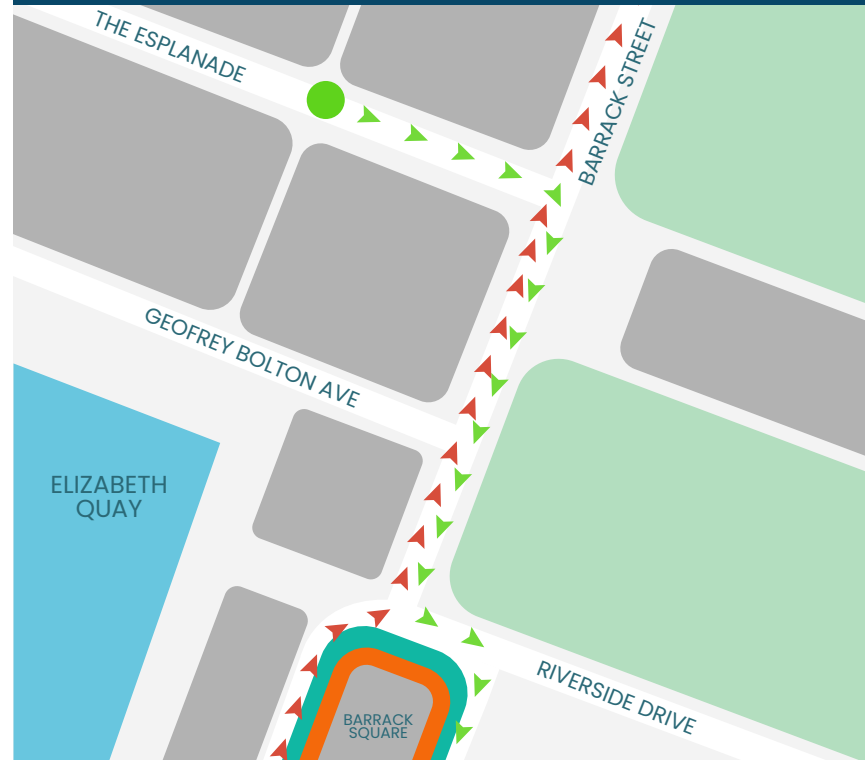 THE ESPLANADE
BARRACK STREET
GEOFREY BOLTON AVE
ELIZABETH
QUAY
RIVERSIDE DRIVE
BARRACK
SQUARE